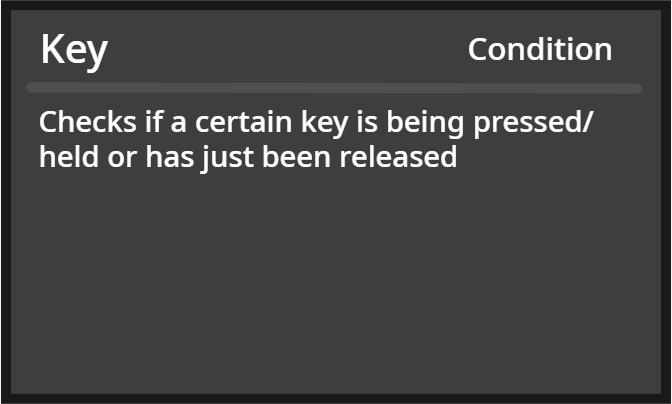 Key
Condition
Checks if a certain key is being pressed/
held or has just been released